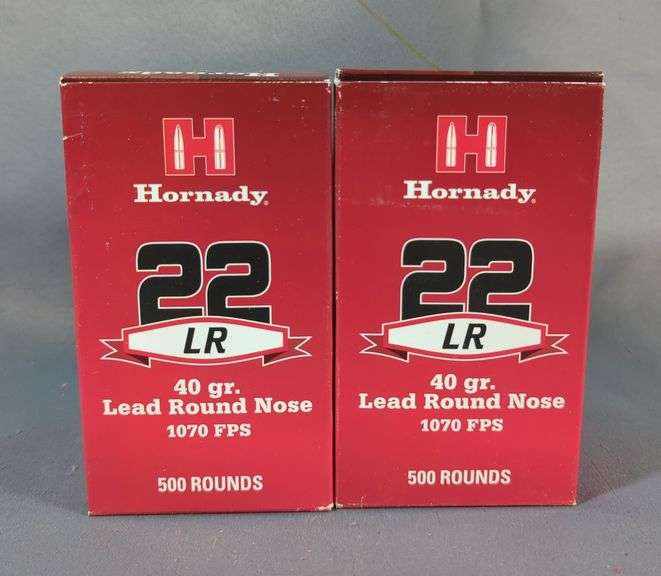 Hornady
Hornady®
22
LR
40 gr.
Lead Round Nose
1070 FPS
500 ROUNDS
Hornady®
22
LR
40 gr.
Lead Round Nose
1070 FPS
500 ROUNDS